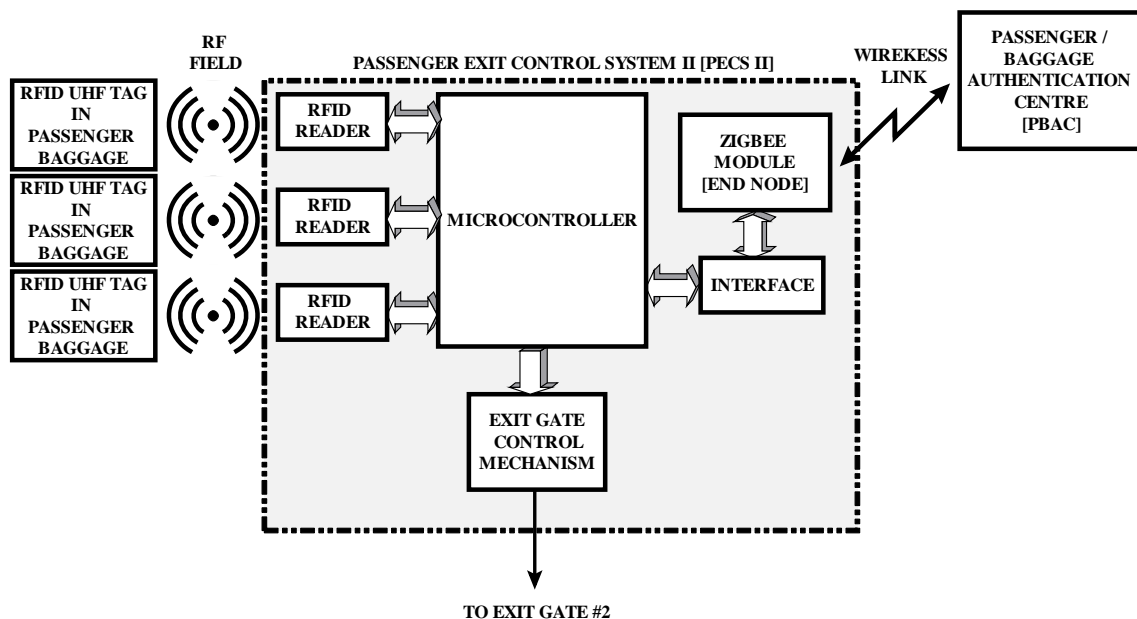 RF
FIELD
PASSENGER EXIT CONTROL SYSTEM II [PECS II]
WIREKESS
LINK
PASSENGER /
BAGGAGE
AUTHENTICATION
CENTRE
[PBAC]
RFID UHF TAG
IN
PASSENGER
BAGGAGE
RFID UHF TAG
IN
PASSENGER
BAGGAGE
RFID UHF TAG
IN
PASSENGER
BAGGAGE
RFID
READER
RFID
READER
RFID
READER
MICROCONTROLLER
ZIGBEE
MODULE
[END NODE]
INTERFACE
EXIT GATE
CONTROL
MECHANISM
TO EXIT GATE #2